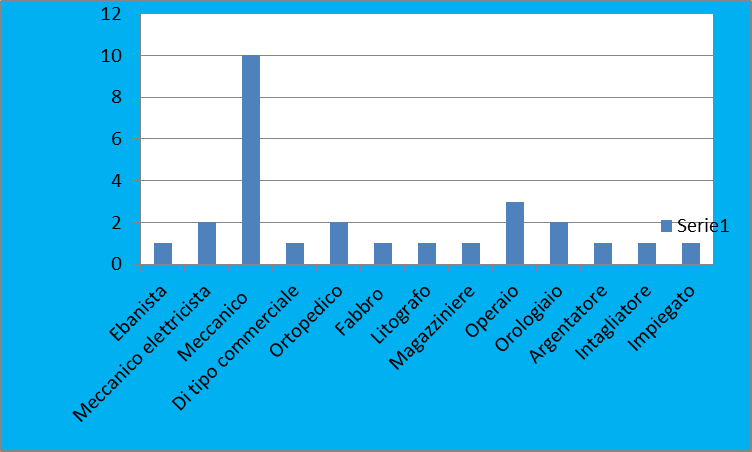 12
10
8
6
4
2
0
Serie1
Ebanista
Meccanico elettricista
Meccanico
Di tipo commerciale
Ortopedico
Fabbro
Litografo
Magazziniere
Operaio
Orologiaio
Argentatore
Intagliatore
Impiegato